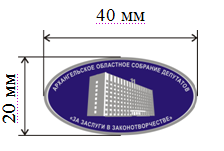 40 мм
20 мм
АРХАНГЕЛЬСКОЕ ОБЛАСТНОЕ СОБРАНИЕ ДЕПУТАТОВ
«ЗА ЗАСЛУГИ В ЗАКОНОТВОРЧЕСТВЕ»